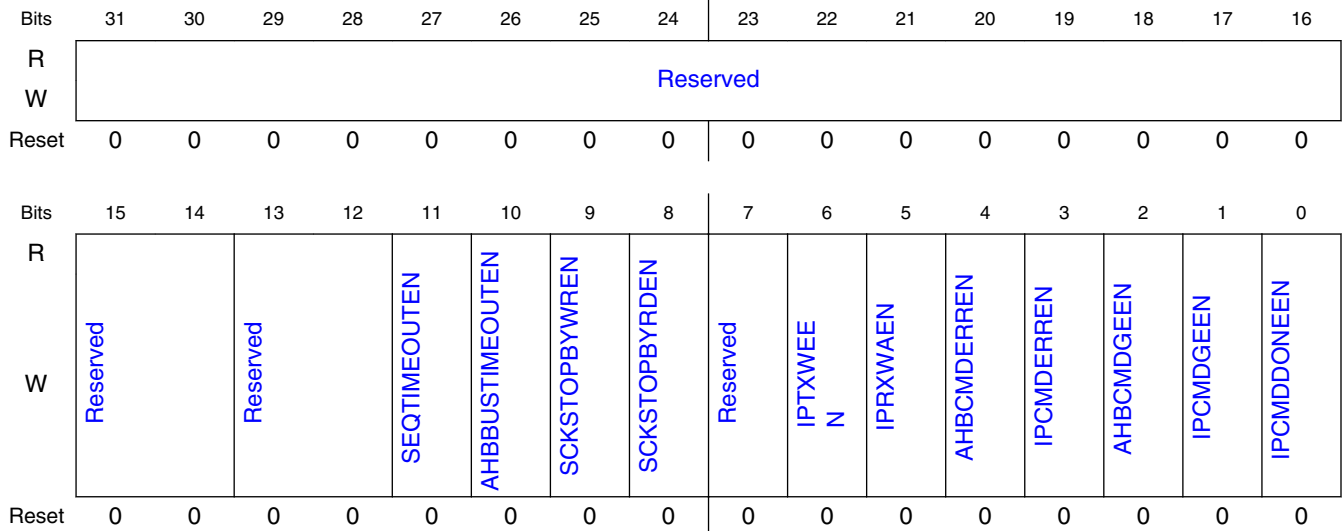 Bits 31 30 29 28 27 26 25 24 23 22 21 20 19 18 17 16
R
Reserved
W
Reset 0 0 0 0 0 0 0 0 0 0 0 0 0 0 0 0
Bits 15 14 13 12 11 10 9 8 7 6 5 4 3 2 1 0
R
W
Reserved
Reserved
SEQTIMEOUTEN
AHBBUSTIMEOUTEN
SCKSTOPBYWREN
SCKSTOPBYRDEN
Reserved
IPTXWEE
N
IPRXWAEN
AHBCMDERREN
IPCMDERREN
AHBCMDGEEN
IPCMDGEEN
IPCMDDONEEN
Reset 0 0 0 0 0 0 0 0 0 0 0 0 0 0 0 0